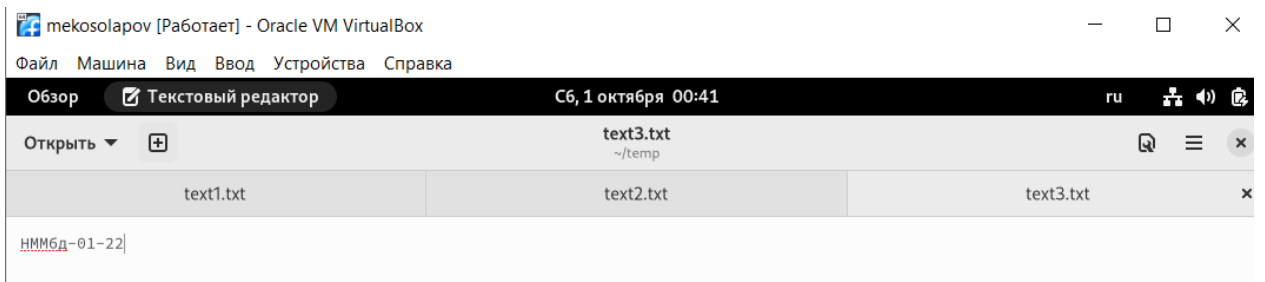 mekosolapov [Работает] - Oracle VM VirtualBox
Файл Машина Вид Ввод Устройства Справка
Обзор Текстовый редактор Сб, 1 октября 00:41 ru
Открыть text3.txt
~/temp
text1.txt text2.txt text3.txt
НММбд-01-22